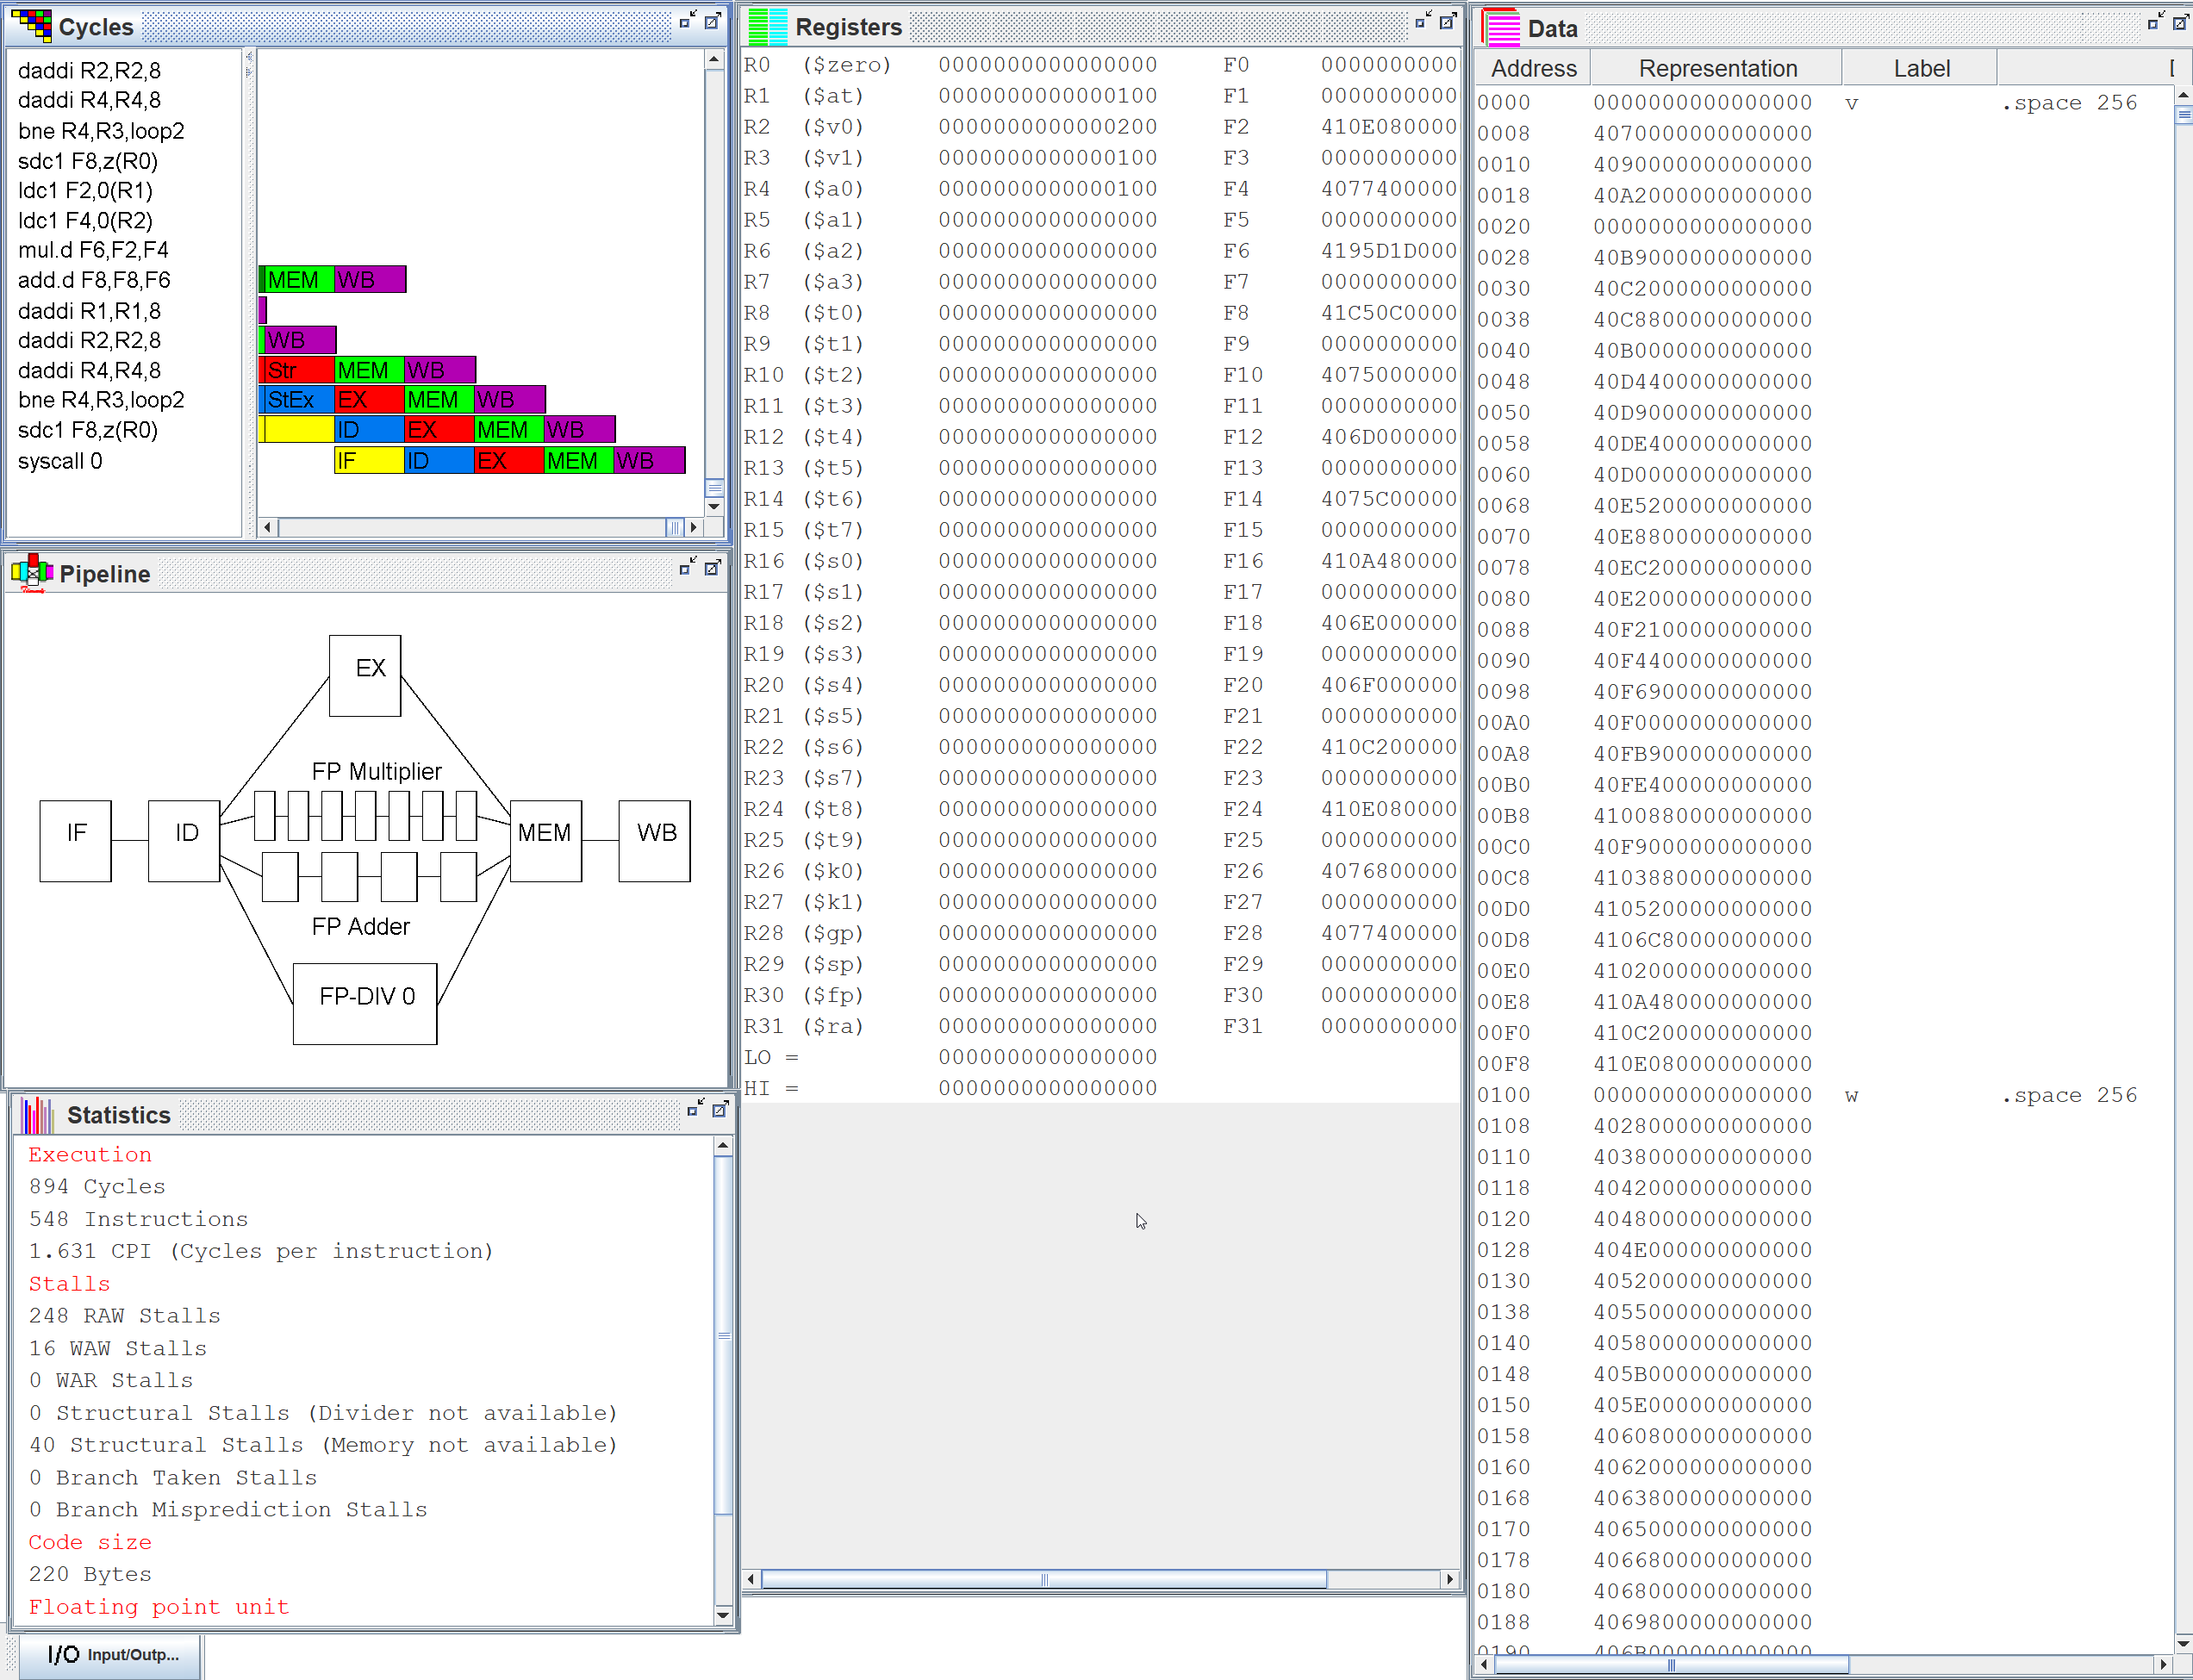 Cycles
daddi R2,R2,8
daddi R4,R4,8
bne R4,R3,loop2
sdc1 F8,z(R0)
ldc1 F2,0(R1)
ldc1 F4,0(R2)
mul.d F6,F2,F4
add.d F8,F8,F6 MEM WB
daddi R1,R1,8
daddi R2,R2,8 WB
daddi R4,R4,8 Str MEM WB
bne R4,R3,loop2 StEx EX MEM WB
sdc1 F8,z(R0) ID EX MEM WB
syscall 0 IF ID EX MEM WB
Pipeline
EX
FP Multiplier
IF ID MEM WB
FP Adder
FP-DIV 0
Statistics
Execution
894 Cycles
548 Instructions
1.631 CPI (Cycles per instruction)
Stalls
248 RAW Stalls
16 WAW Stalls
0 WAR Stalls
0 Structural Stalls (Divider not available)
40 Structural Stalls (Memory not available)
0 Branch Taken Stalls
0 Branch Misprediction Stalls
Code size
220 Bytes
Floating point unit
I/O Input/Outp...
Registers
R0 ($zero) 0000000000000000 F0 0000000000
R1 ($at) 0000000000000100 F1 0000000000
R2 ($v0) 0000000000000200 F2 410E080000
R3 ($v1) 0000000000000100 F3 0000000000
R4 ($a0) 0000000000000100 F4 4077400000
R5 ($a1) 0000000000000000 F5 0000000000
R6 ($a2) 0000000000000000 F6 4195D1D000
R7 ($a3) 0000000000000000 F7 0000000000
R8 ($t0) 0000000000000000 F8 41C50C0000
R9 ($t1) 0000000000000000 F9 0000000000
R10 ($t2) 0000000000000000 F10 4075000000
R11 ($t3) 0000000000000000 F11 0000000000
R12 ($t4) 0000000000000000 F12 406D000000
R13 ($t5) 0000000000000000 F13 0000000000
R14 ($t6) 0000000000000000 F14 4075C00000
R15 ($t7) 0000000000000000 F15 0000000000
R16 ($s0) 0000000000000000 F16 410A480000
R17 ($s1) 0000000000000000 F17 0000000000
R18 ($s2) 0000000000000000 F18 406E000000
R19 ($s3) 0000000000000000 F19 0000000000
R20 ($s4) 0000000000000000 F20 406F000000
R21 ($s5) 0000000000000000 F21 0000000000
R22 ($s6) 0000000000000000 F22 410C200000
R23 ($s7) 0000000000000000 F23 0000000000
R24 ($t8) 0000000000000000 F24 410E080000
R25 ($t9) 0000000000000000 F25 0000000000
R26 ($k0) 0000000000000000 F26 4076800000
R27 ($k1) 0000000000000000 F27 0000000000
R28 ($gp) 0000000000000000 F28 4077400000
R29 ($sp) 0000000000000000 F29 0000000000
R30 ($fp) 0000000000000000 F30 0000000000
R31 ($ra) 0000000000000000 F31 0000000000
LO = 0000000000000000
HI = 0000000000000000
Data
Address Representation Label
0000 0000000000000000 v .space 256
0008 4070000000000000
0010 4090000000000000
0018 40A2000000000000
0020 0000000000000000
0028 40B9000000000000
0030 40C2000000000000
0038 40C8800000000000
0040 40B0000000000000
0048 40D4400000000000
0050 40D9000000000000
0058 40DE400000000000
0060 40D0000000000000
0068 40E5200000000000
0070 40E8800000000000
0078 40EC200000000000
0080 40E2000000000000
0088 40F2100000000000
0090 40F4400000000000
0098 40F6900000000000
00A0 40F0000000000000
00A8 40FB900000000000
00B0 40FE400000000000
00B8 4100880000000000
00C0 40F9000000000000
00C8 4103880000000000
00D0 4105200000000000
00D8 4106C80000000000
00E0 4102000000000000
00E8 410A480000000000
00F0 410C200000000000
00F8 410E080000000000
0100 0000000000000000 w .space 256
0108 4028000000000000
0110 4038000000000000
0118 4042000000000000
0120 4048000000000000
0128 404E000000000000
0130 4052000000000000
0138 4055000000000000
0140 4058000000000000
0148 405B000000000000
0150 405E000000000000
0158 4060800000000000
0160 4062000000000000
0168 4063800000000000
0170 4065000000000000
0178 4066800000000000
0180 4068000000000000
0188 4069800000000000
0190 406B000000000000